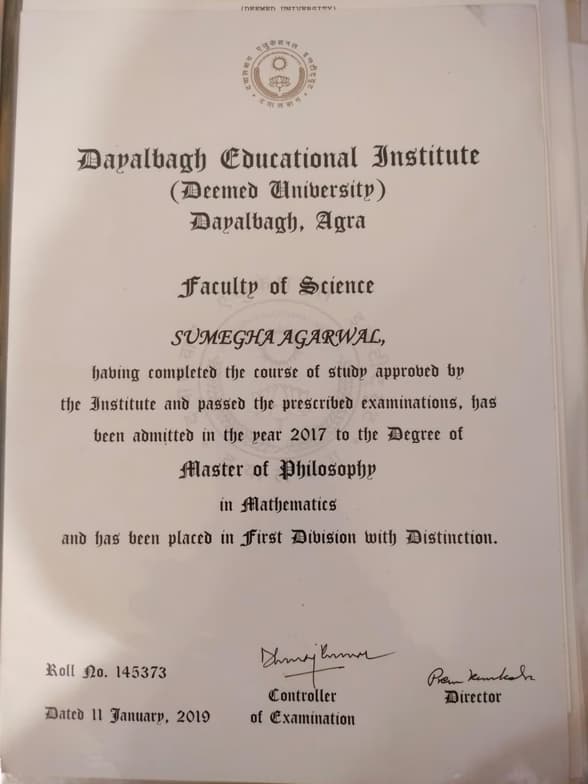 (DEEMED UNIVERSITY)
Dayalbagh Educational Institute
(Deemed University)
Dayalbagh, Agra
Faculty of Science
SUMEGHA AGARWAL,
having completed the course of study approved by
the Institute and passed the prescribed examinations, has
been admitted in the year 2017 to the Degree of
Master of Philosophy
in Mathematics
and has been placed in First Division with Distinction.
Roll No. 145373
Controller
of Examination
Director
Dated 11 January, 2019